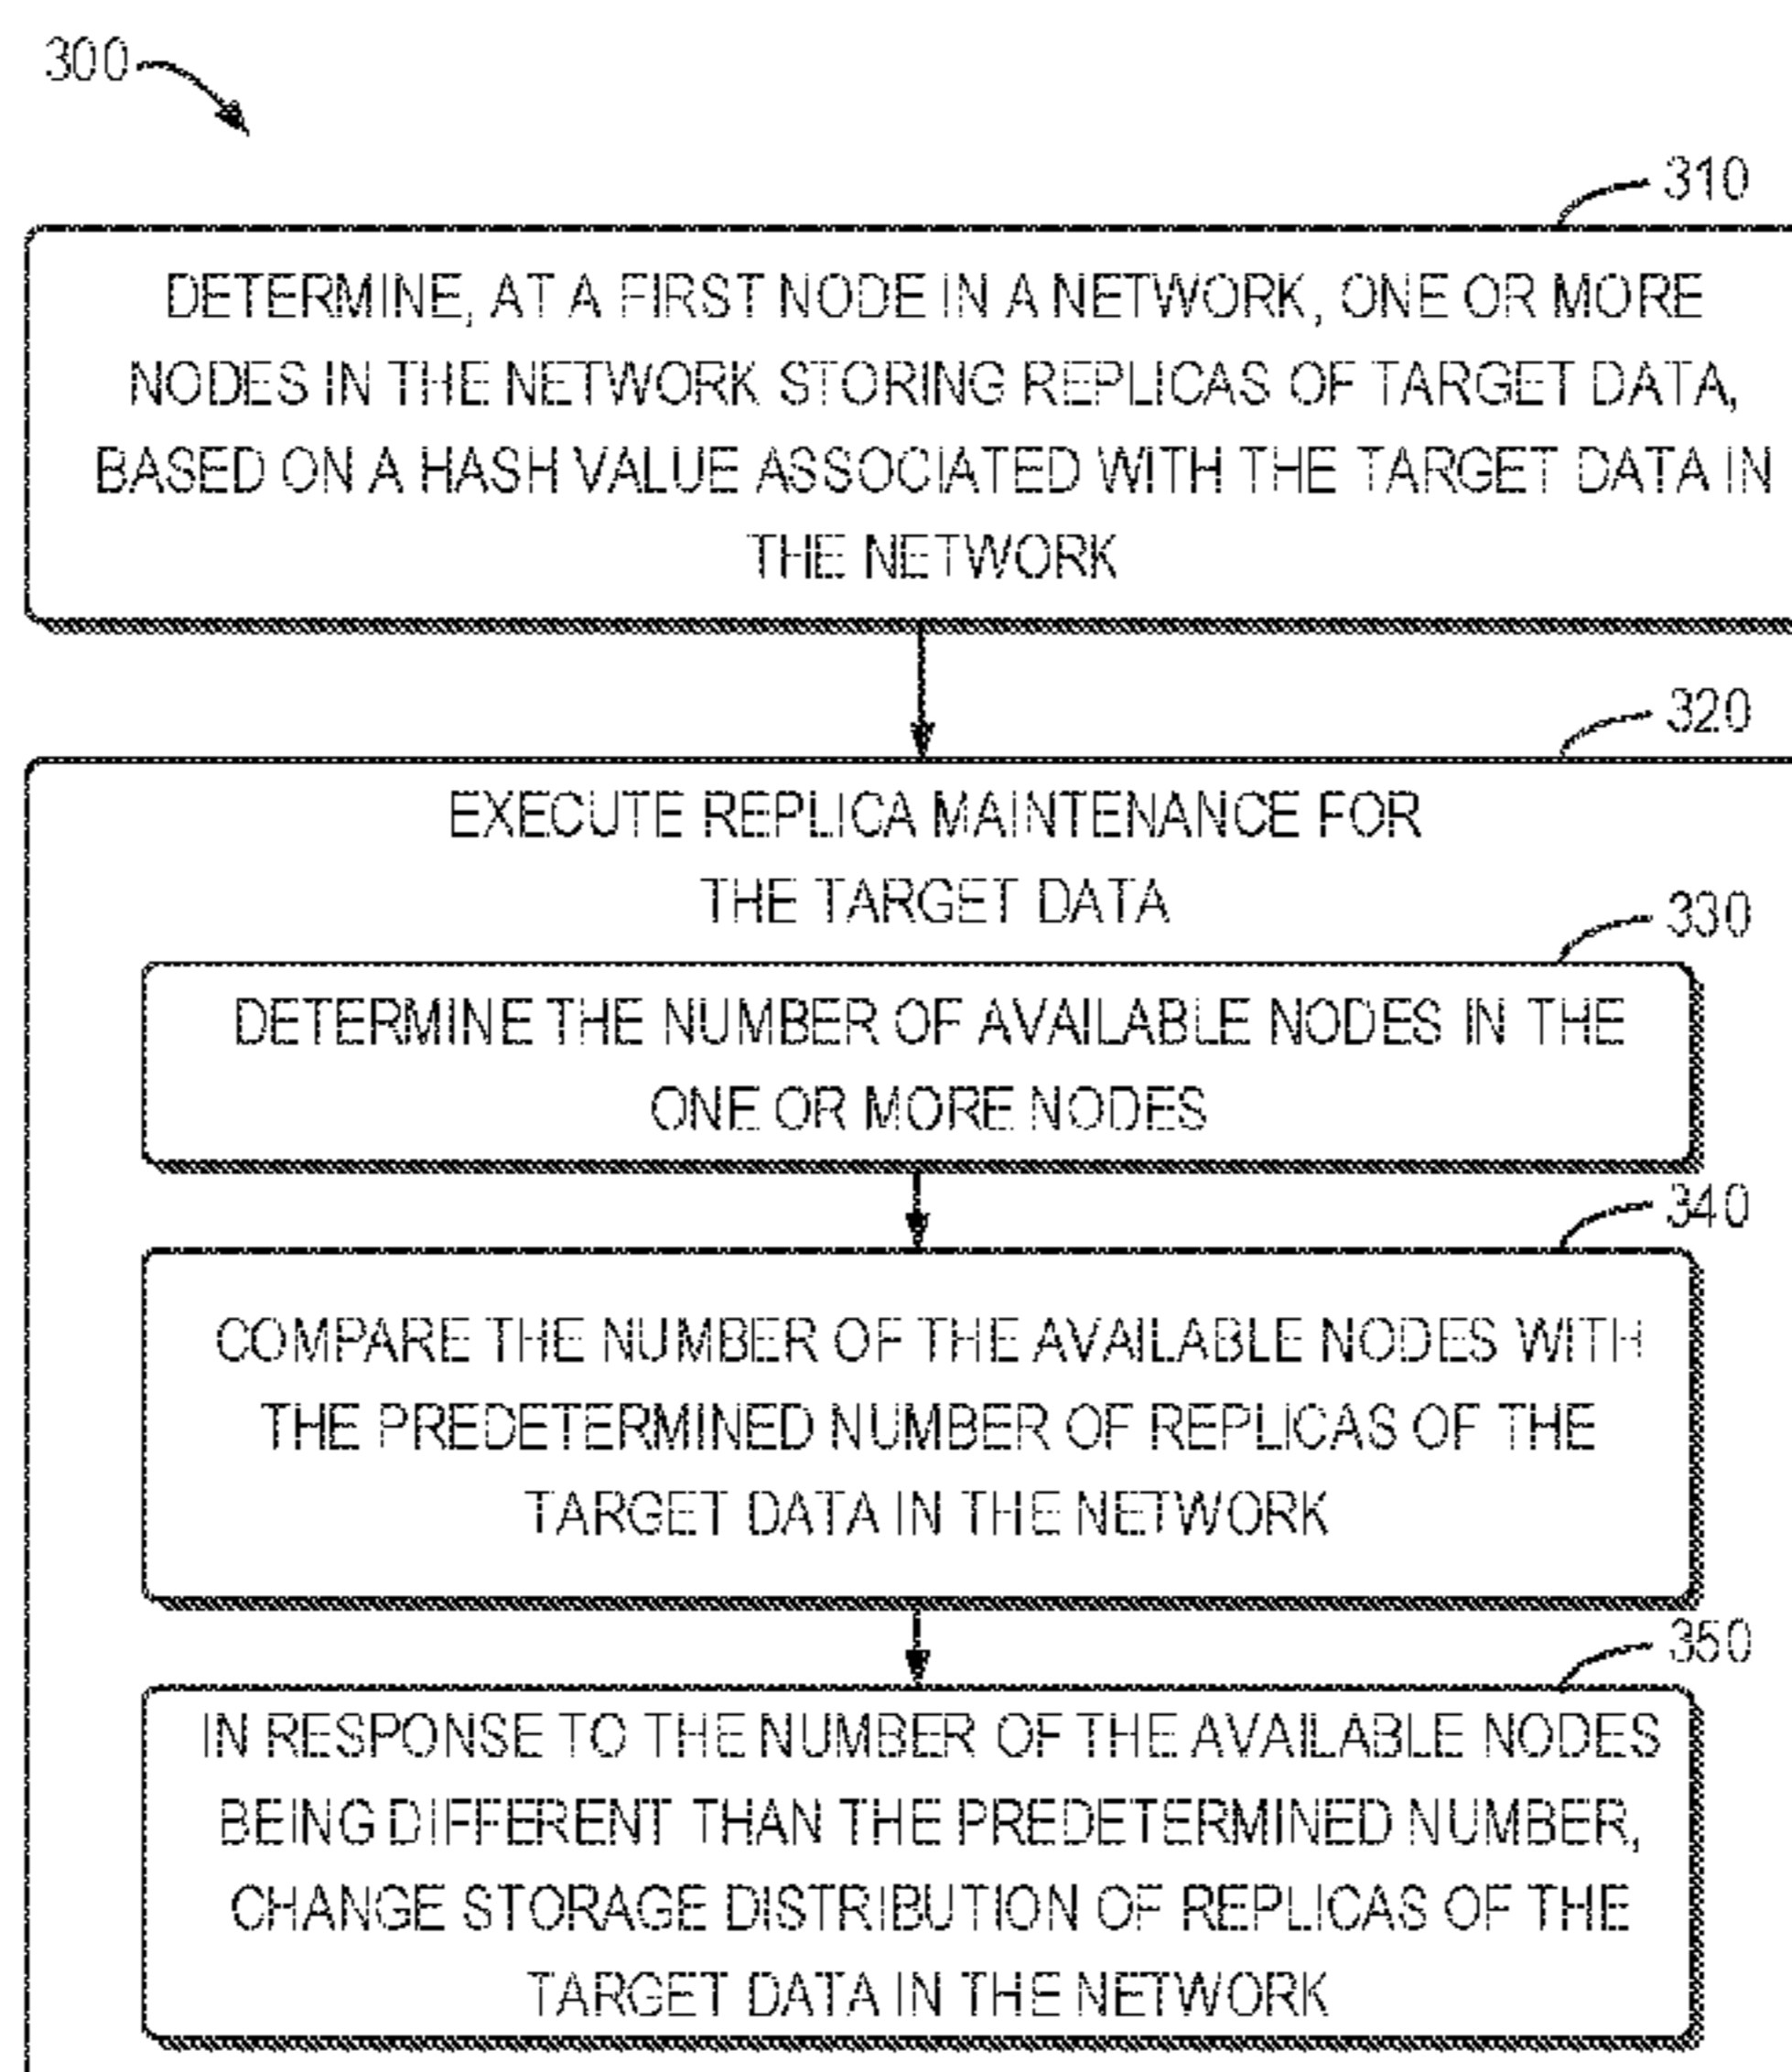 300
310
DETERMINE, AT A FIRST NODE IN A NETWORK, ONE OR MORE
NODES IN THE NETWORK STORING REPLICAS OF TARGET DATA,
BASED ON A HASH VALUE ASSOCIATED WITH THE TARGET DATA IN
THE NETWORK
320
EXECUTE REPLICA MAINTENANCE FOR
THE TARGET DATA
330
DETERMINE THE NUMBER OF AVAILABLE NODES IN THE
ONE OR MORE NODES
340
COMPARE THE NUMBER OF THE AVAILABLE NODES WITH
THE PREDETERMINED NUMBER OF REPLICAS OF THE
TARGET DATA IN THE NETWORK
350
IN RESPONSE TO THE NUMBER OF THE AVAILABLE NODES
BEING DIFFERENT THAN THE PREDETERMINED NUMBER,
CHANGE STORAGE DISTRIBUTION OF REPLICAS OF THE
TARGET DATA IN THE NETWORK